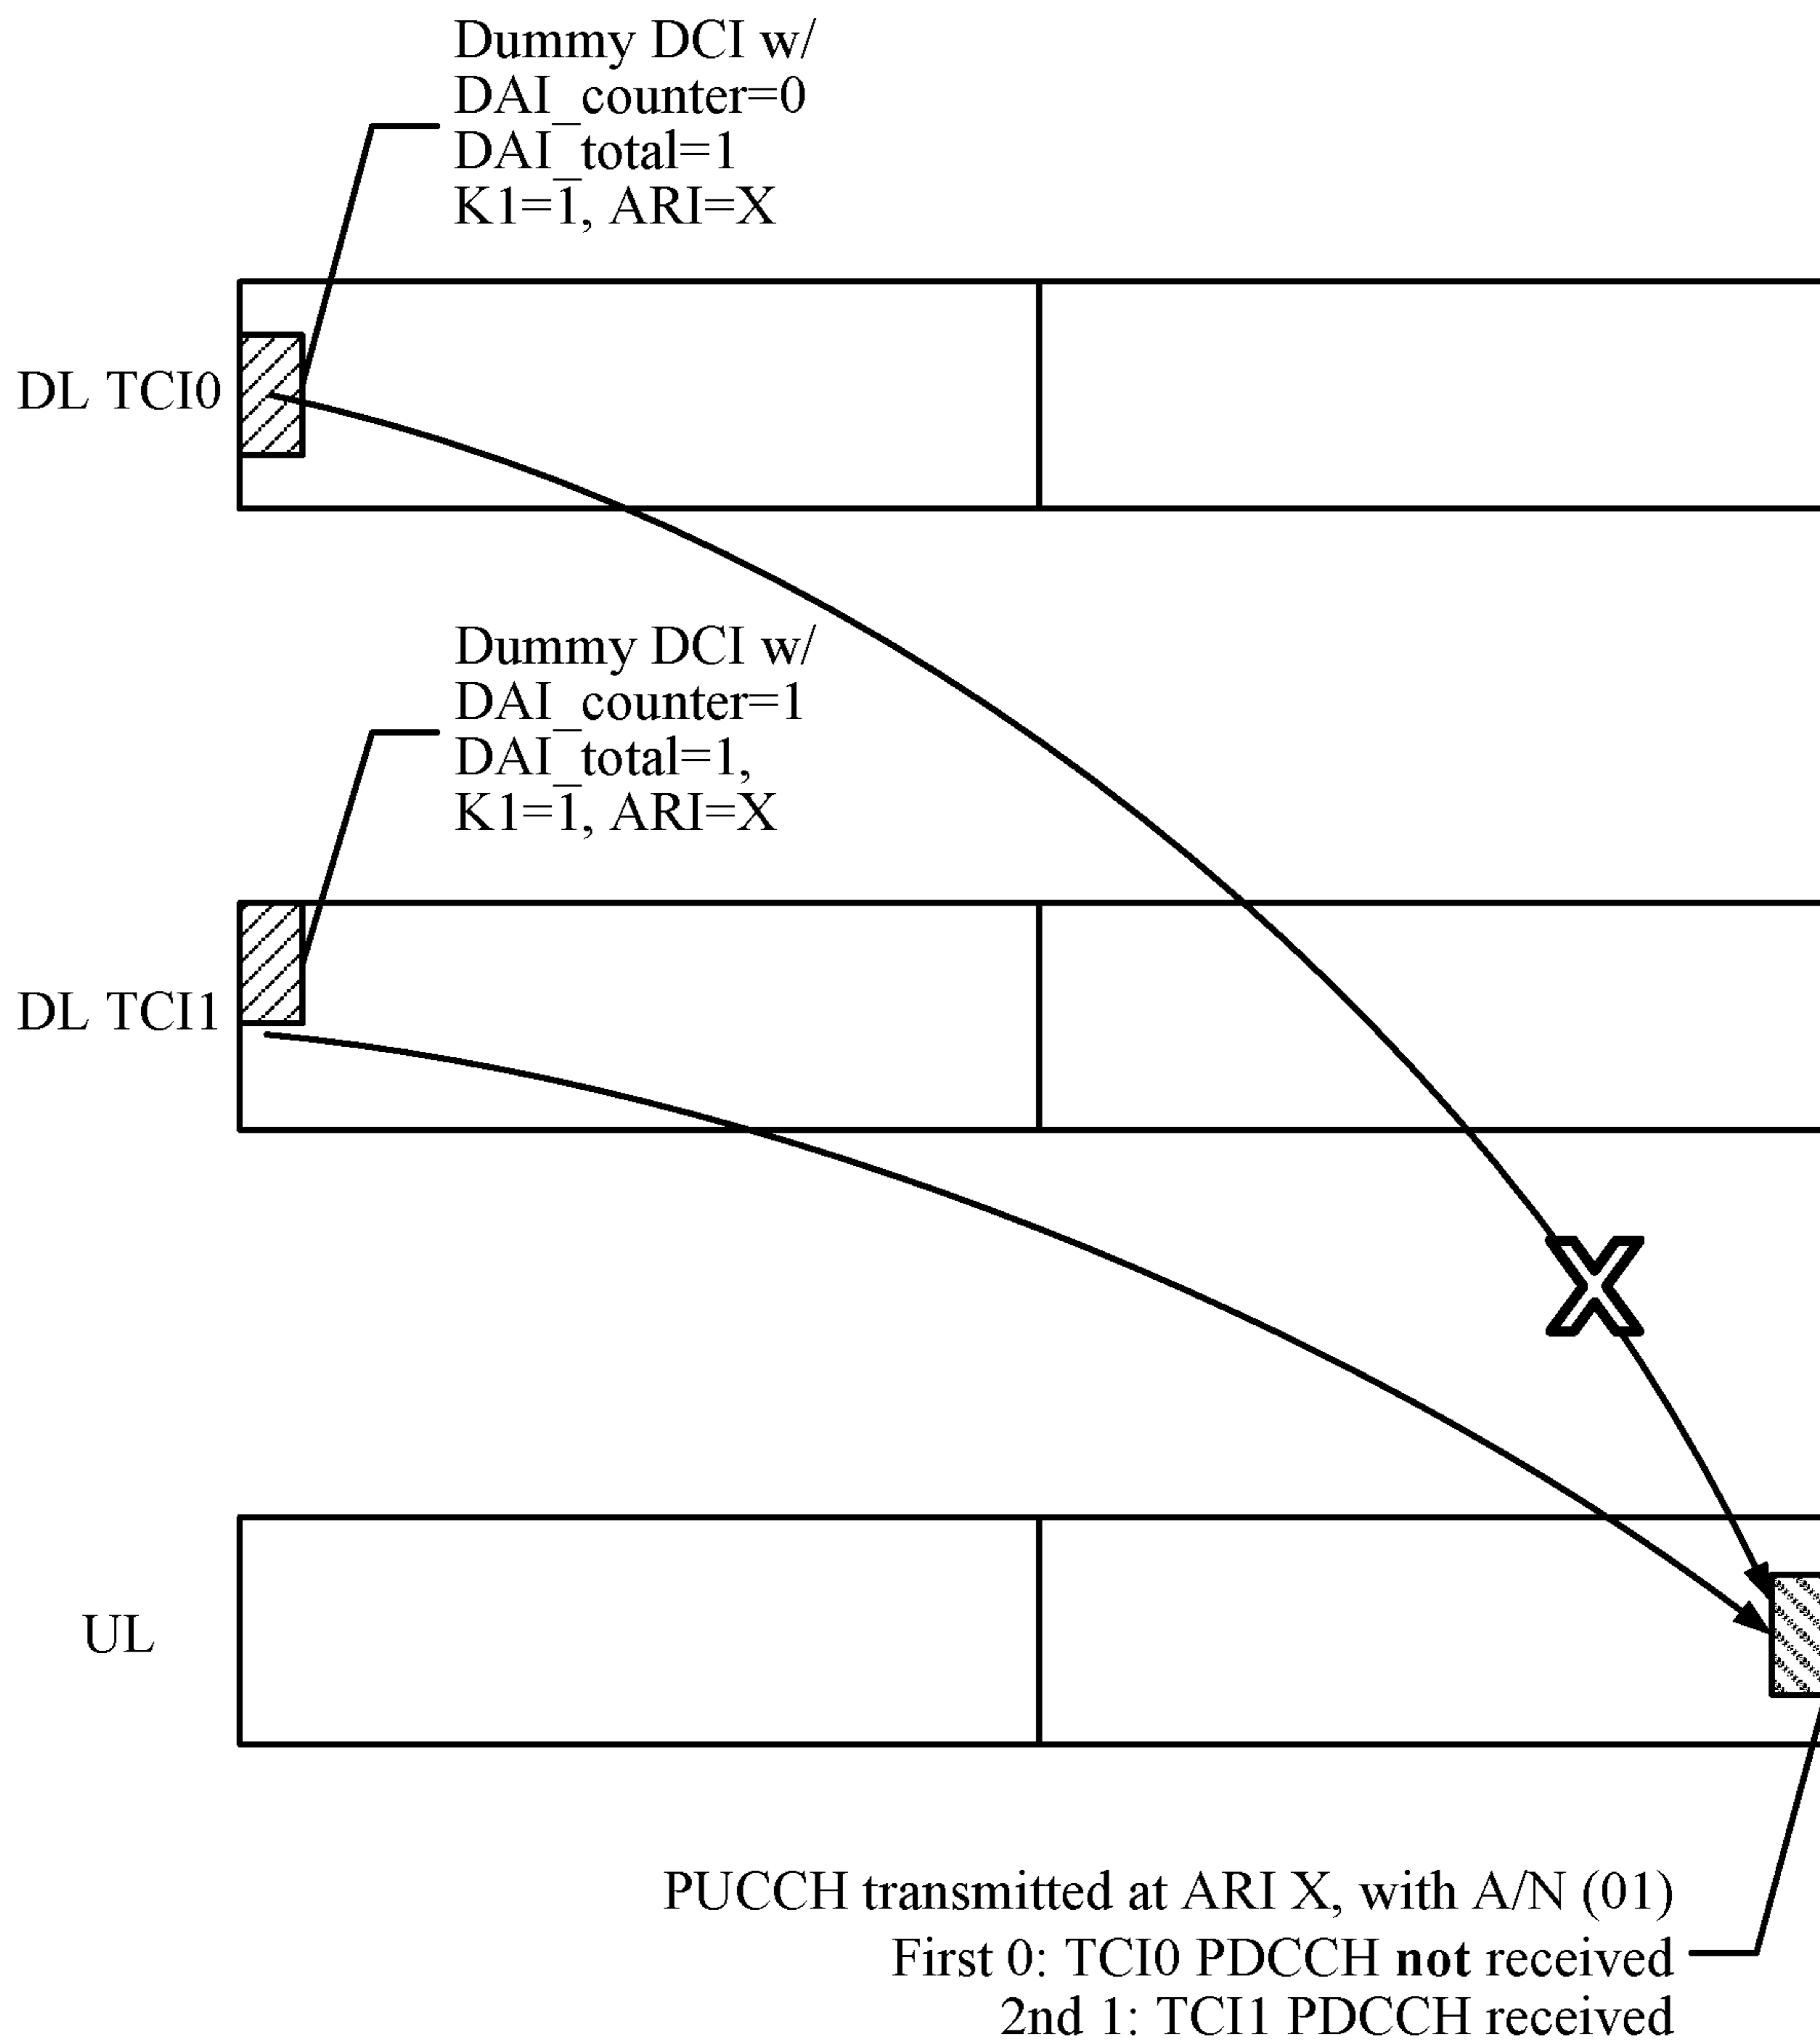 Dummy DCI w/
DAI_counter=0
DAI_total=1
K1=1, ARI=X
DL TCI0
Dummy DCI w/
DAI_counter=1
DAI_total=1,
K1=1, ARI=X
DL TCI1
X
UL
PUCCH transmitted at ARI X, with A/N (01)
First 0: TCI0 PDCCH not received
2nd 1: TCI1 PDCCH received